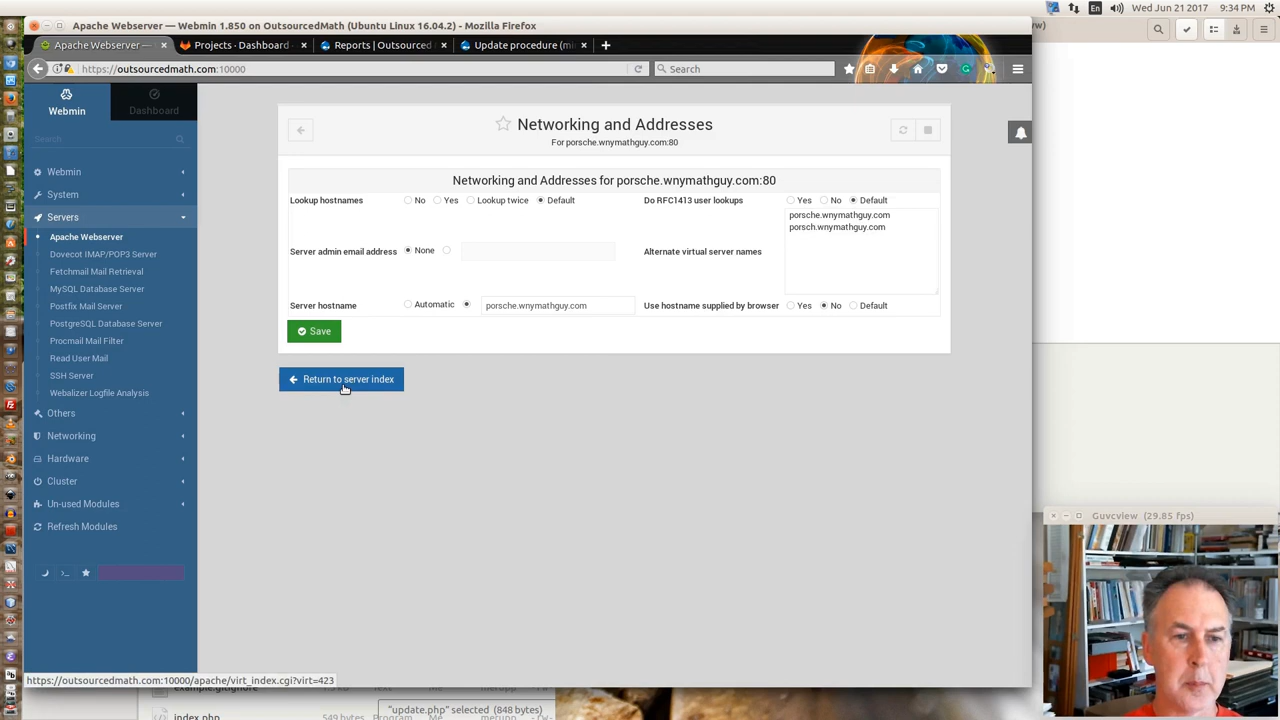 Apache Webserver — Webmin 1.850 on OutsourcedMath (Ubuntu Linux 16.04.2) - Mozilla Firefox
En
Wed Jun 21 2017
9:34 PM
Apache Webserver —
Projects · Dashboard ·
Reports | Outsourced
Update procedure (mi
https://outsourcedmath.com:10000
Search
Webmin
Dashboard
Search
Webmin
System
Servers
Apache Webserver
Dovecot IMAP/POP3 Server
Fetchmail Mail Retrieval
MySQL Database Server
Postfix Mail Server
PostgreSQL Database Server
Procmail Mail Filter
Read User Mail
SSH Server
Webalizer Logfile Analysis
Others
Networking
Hardware
Cluster
Un-used Modules
Refresh Modules
Networking and Addresses
For porsche.wnymathguy.com:80
Networking and Addresses for porsche.wnymathguy.com:80
Lookup hostnames No Yes Lookup twice Default
Do RFC1413 user lookups Yes No Default
porsche.wnymathguy.com
porsch.wnymathguy.com
Server admin email address None
Alternate virtual server names
Server hostname Automatic porsche.wnymathguy.com
Use hostname supplied by browser Yes No Default
Save
Return to server index
Guvcview (29.85 fps)
https://outsourcedmath.com:10000/apache/virt_index.cgi?virt=423
example.gitignore
"update.php" selected (848 bytes)
index.php 549 bytes Program